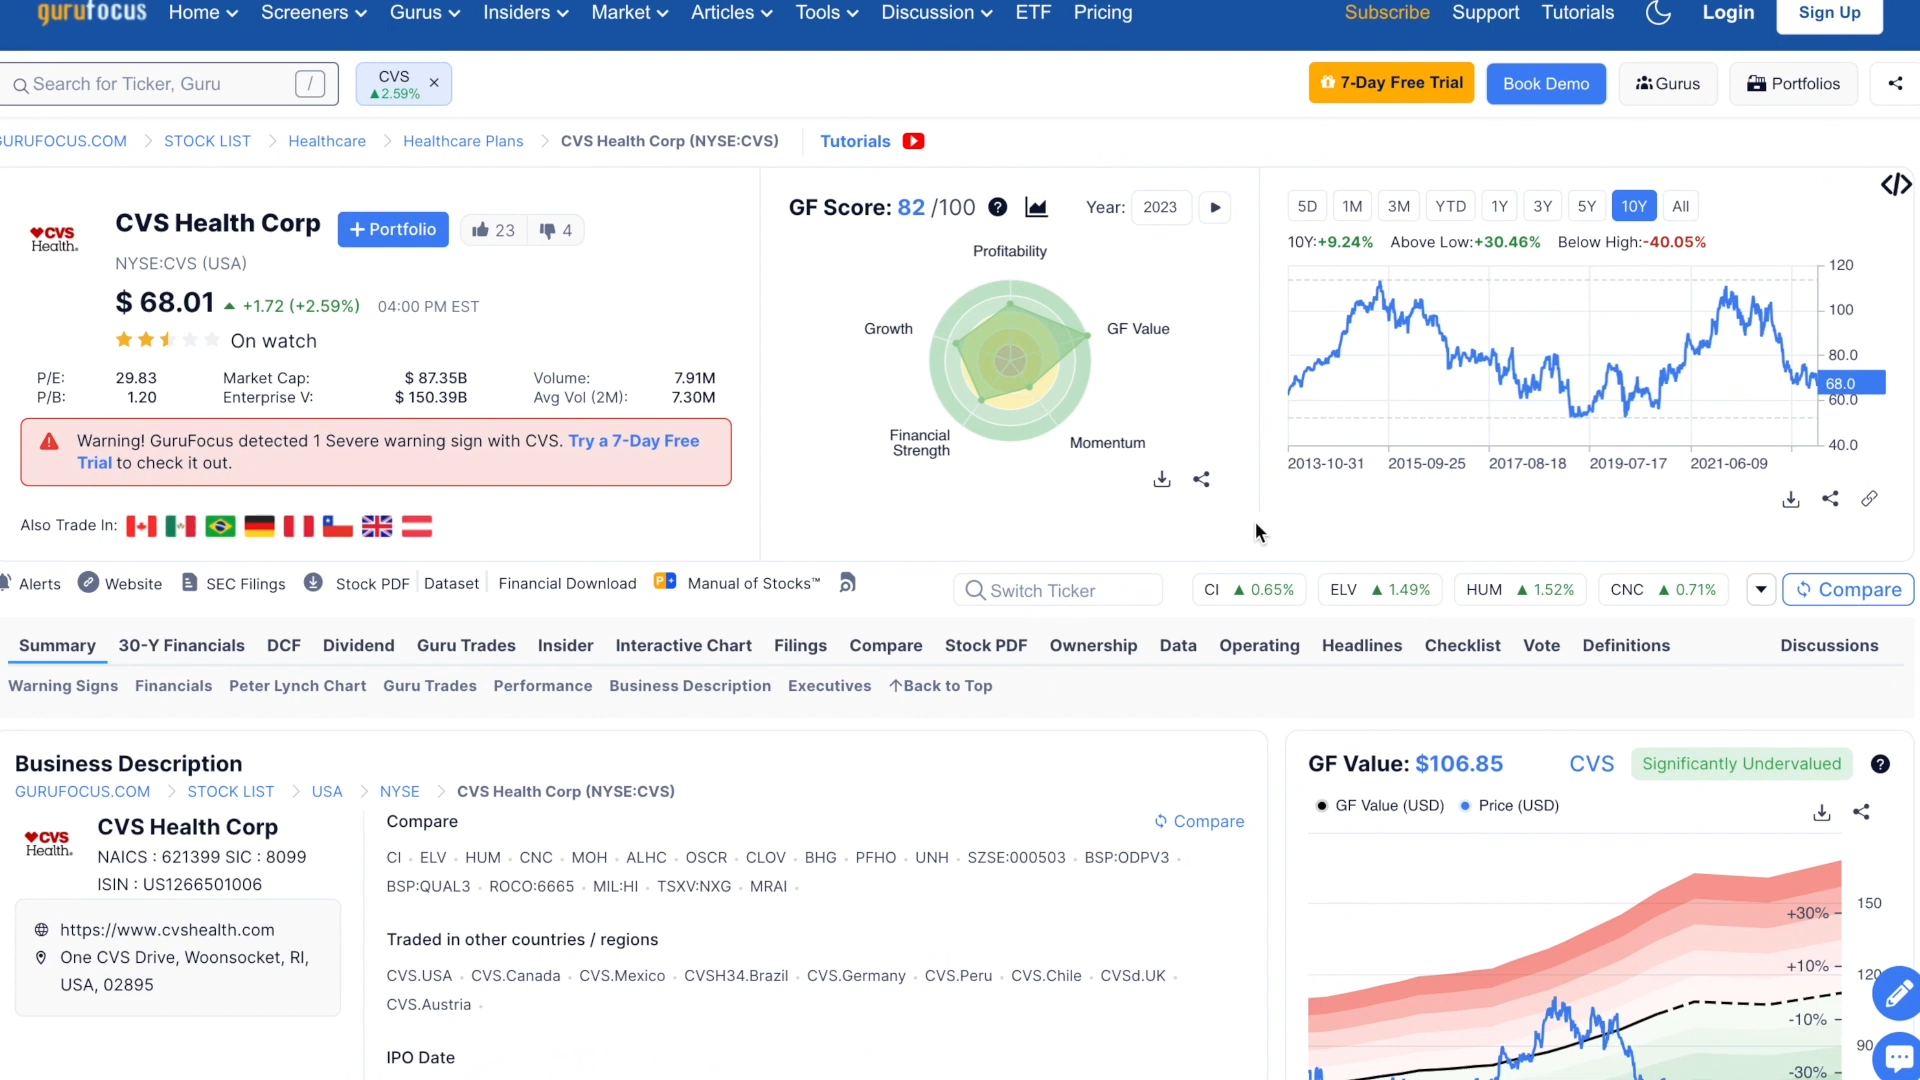 gurufocus Home Screeners Gurus Insiders Market Articles Tools Discussion ETF Pricing Subscribe Support Tutorials Login Sign Up
Search for Ticker, Guru /
CVS
▲2.59%
7-Day Free Trial Book Demo Gurus Portfolios
GURUFOCUS.COM STOCK LIST Healthcare Healthcare Plans CVS Health Corp (NYSE:CVS) Tutorials
CVS Health
CVS Health Corp + Portfolio 23 4
NYSE:CVS (USA)
$ 68.01 +1.72 (+2.59%) 04:00 PM EST
On watch
P/E: 29.83 Market Cap: $ 87.35B Volume: 7.91M
P/B: 1.20 Enterprise V: $ 150.39B Avg Vol (2M): 7.30M
Warning! GuruFocus detected 1 Severe warning sign with CVS. Try a 7-Day Free
Trial to check it out.
Also Trade In:
GF Score: 82 /100 ? Year: 2023
Profitability
Growth
GF Value
Financial
Strength
Momentum
5D 1M 3M YTD 1Y 3Y 5Y 10Y All
10Y:+9.24% Above Low:+30.46% Below High:-40.05%
120
100
80.0
68.0
60.0
40.0
2013-10-31 2015-09-25 2017-08-18 2019-07-17 2021-06-09
Alerts Website SEC Filings Stock PDF Dataset Financial Download P+ Manual of Stocks™
Switch Ticker CI ▲ 0.65% ELV ▲ 1.49% HUM ▲ 1.52% CNC ▲ 0.71% Compare
Summary 30-Y Financials DCF Dividend Guru Trades Insider Interactive Chart Filings Compare Stock PDF Ownership Data Operating Headlines Checklist Vote Definitions Discussions
Warning Signs Financials Peter Lynch Chart Guru Trades Performance Business Description Executives ↑Back to Top
Business Description
GURUFOCUS.COM STOCK LIST USA NYSE CVS Health Corp (NYSE:CVS)
CVS Health
CVS Health Corp
NAICS : 621399 SIC : 8099
ISIN : US1266501006
https://www.cvshealth.com
One CVS Drive, Woonsocket, RI,
USA, 02895
Compare Compare
CI ELV HUM CNC MOH ALHC OSCR CLOV BHG PFHO UNH SZSE:000503 BSP:ODPV3
BSP:QUAL3 ROCO:6665 MIL:HI TSXV:NXG MRAI
Traded in other countries / regions
CVS.USA CVS.Canada CVS.Mexico CVSH34.Brazil CVS.Germany CVS.Peru CVS.Chile CVSd.UK
CVS.Austria
IPO Date
GF Value: $106.85 CVS Significantly Undervalued ?
GF Value (USD) Price (USD)
150
+30%
+10%
120
-10%
90
-30%